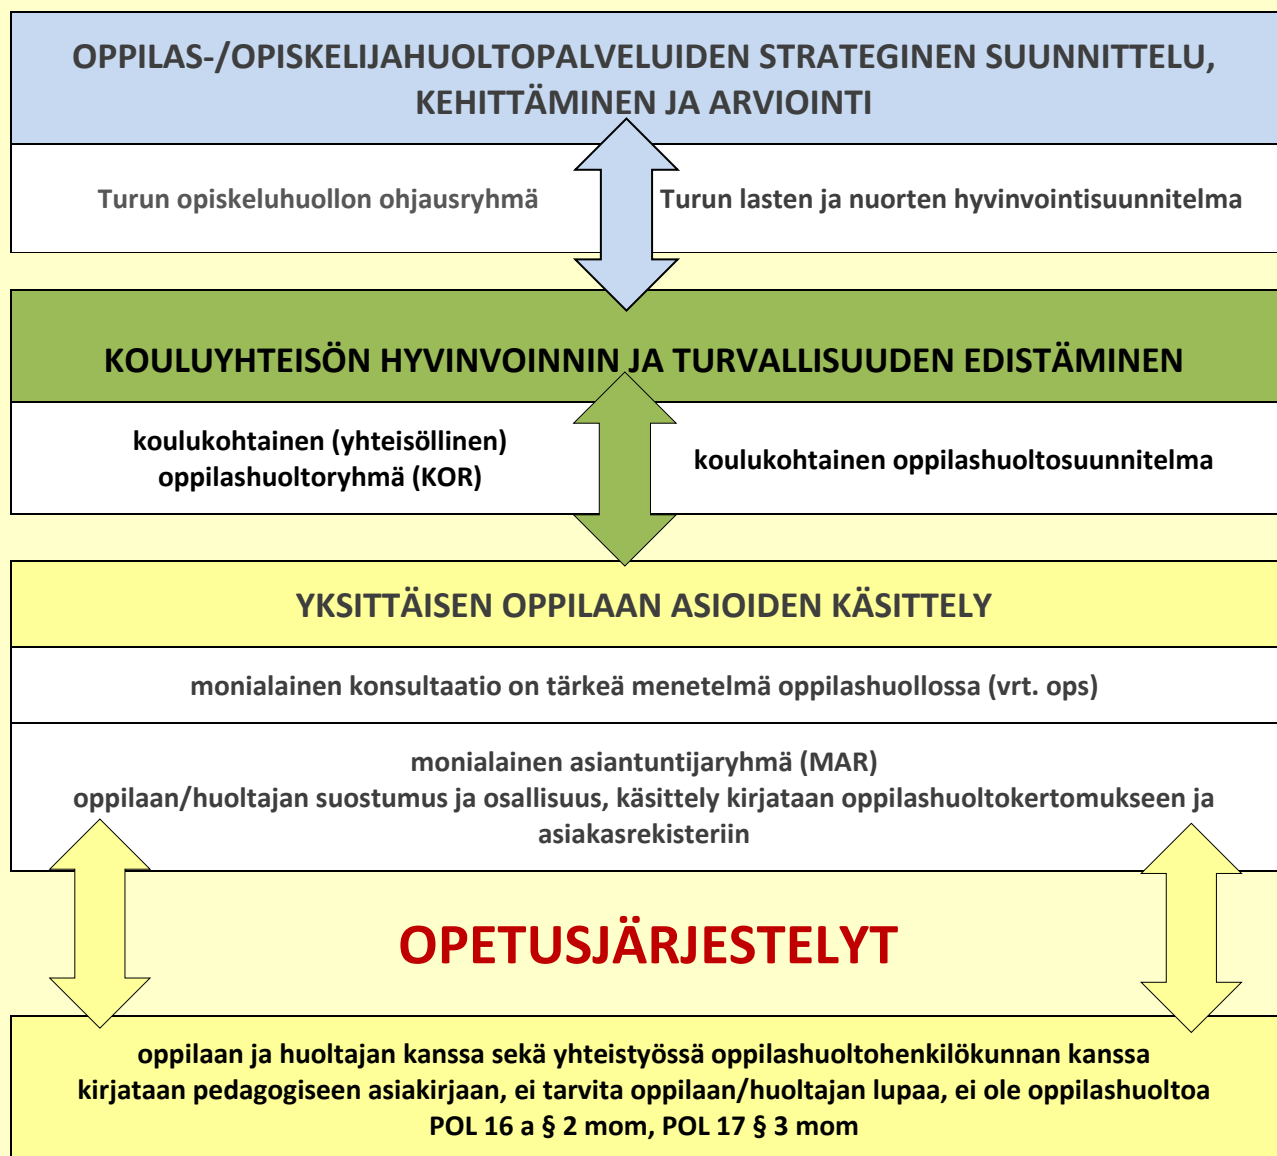 OPPILAS-/OPISKELIJAHUOLTOPALVELUIDEN STRATEGINEN SUUNNITTELU,
KEHITTÄMINEN JA ARVIOINTI
Turun opiskeluhuollon ohjausryhmä
Turun lasten ja nuorten hyvinvointisuunnitelma
KOULUYHTEISÖN HYVINVOINNIN JA TURVALLISUUDEN EDISTÄMINEN
koulukohtainen (yhteisöllinen)
oppilashuoltoryhmä (KOR)
koulukohtainen oppilashuoltosuunnitelma
YKSITTÄISEN OPPILAAN ASIOIDEN KÄSITTELY
monialainen konsultaatio on tärkeä menetelmä oppilashuollossa (vrt. ops)
monialainen asiantuntijaryhmä (MAR)
oppilaan/huoltajan suostumus ja osallisuus, käsittely kirjataan oppilashuoltokertomukseen ja
asiakasrekisteriin
OPETUSJÄRJESTELYT
oppilaan ja huoltajan kanssa sekä yhteistyössä oppilashuoltohenkilökunnan kanssa
kirjataan pedagogiseen asiakirjaan, ei tarvita oppilaan/huoltajan lupaa, ei ole oppilashuoltoa
POL 16 a § 2 mom, POL 17 § 3 mom